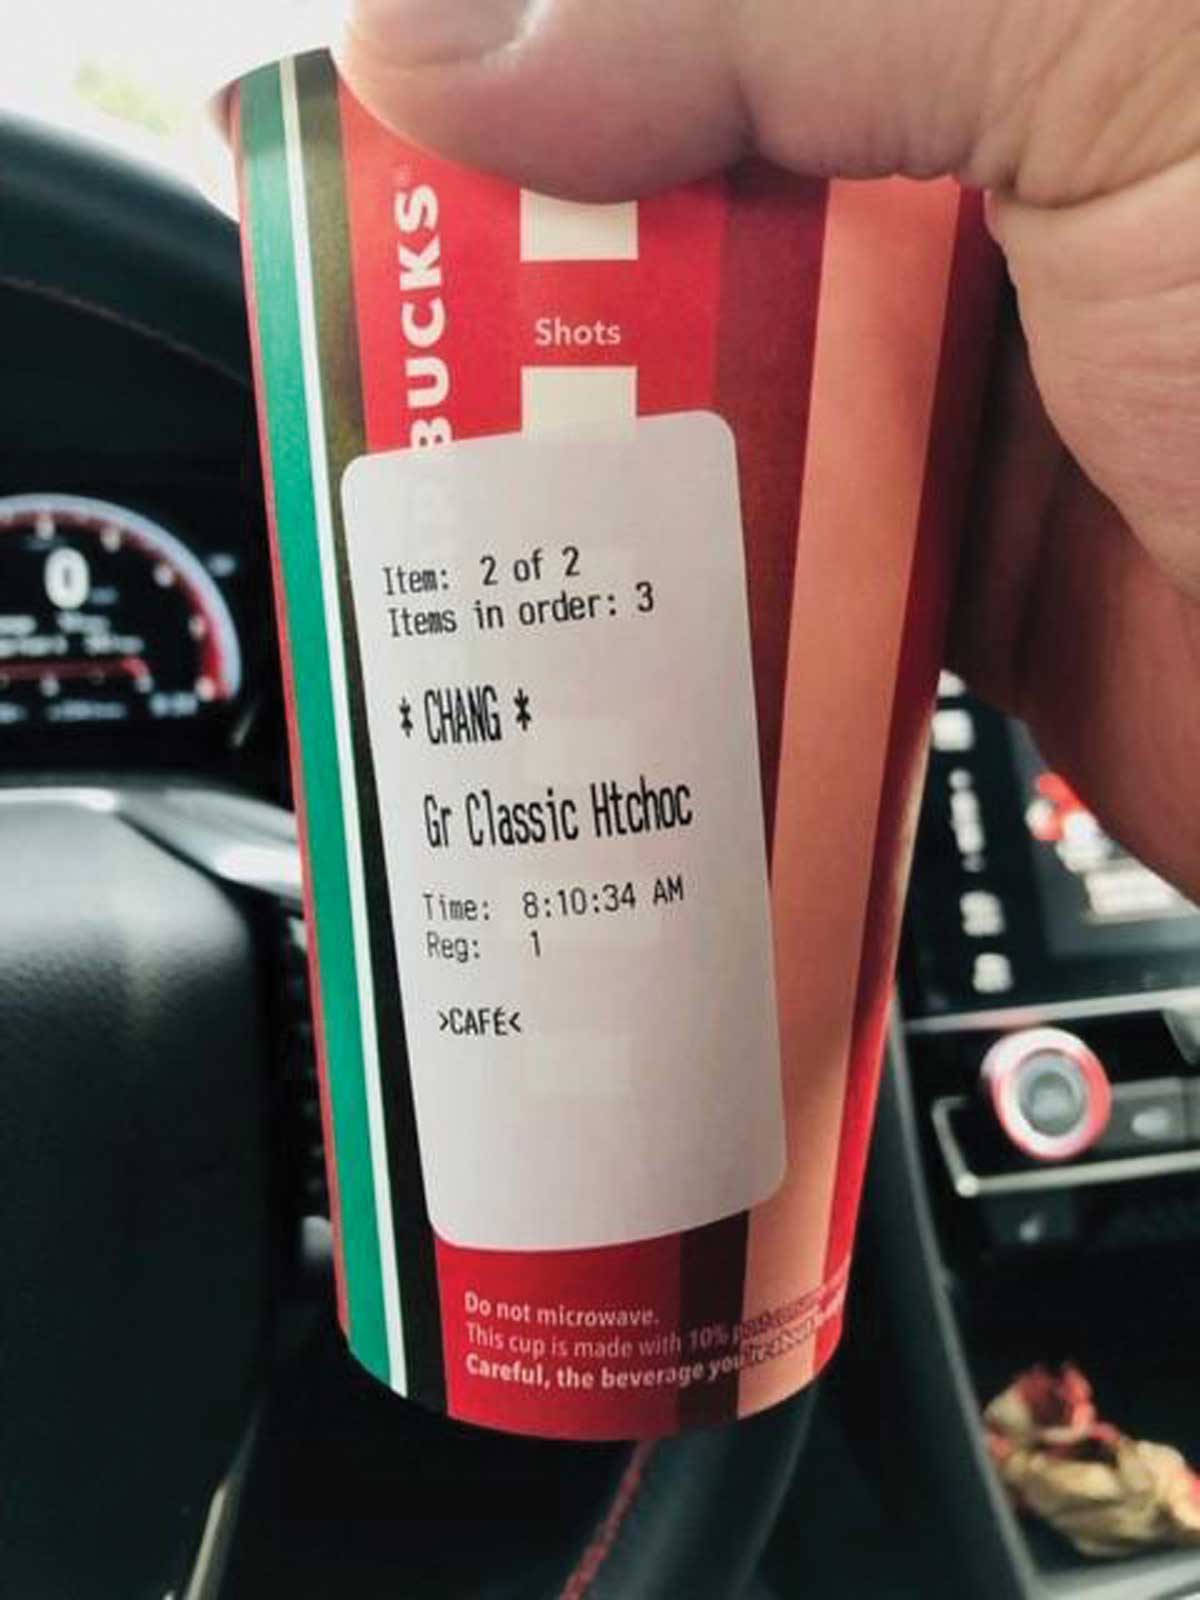 BUCKS
Shots
Item: 2 of 2
Items in order: 3
* CHANG *
Gr Classic Htchoc
Time: 8:10:34 AM
Reg: 1
>CAFÉ<
Do not microwave.
This cup is made with 10%
Careful, the beverage you
0